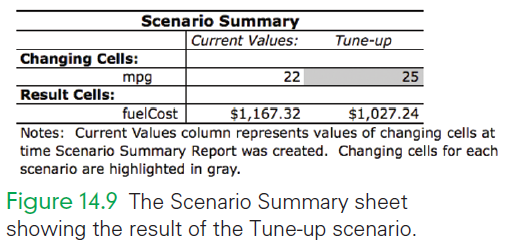 Scenario Summary
Current Values: Tune-up
Changing Cells:
mpg 22 25
Result Cells:
fuelCost $1,167.32 $1,027.24
Notes: Current Values column represents values of changing cells at
time Scenario Summary Report was created. Changing cells for each
scenario are highlighted in gray.
Figure 14.9 The Scenario Summary sheet
showing the result of the Tune-up scenario.